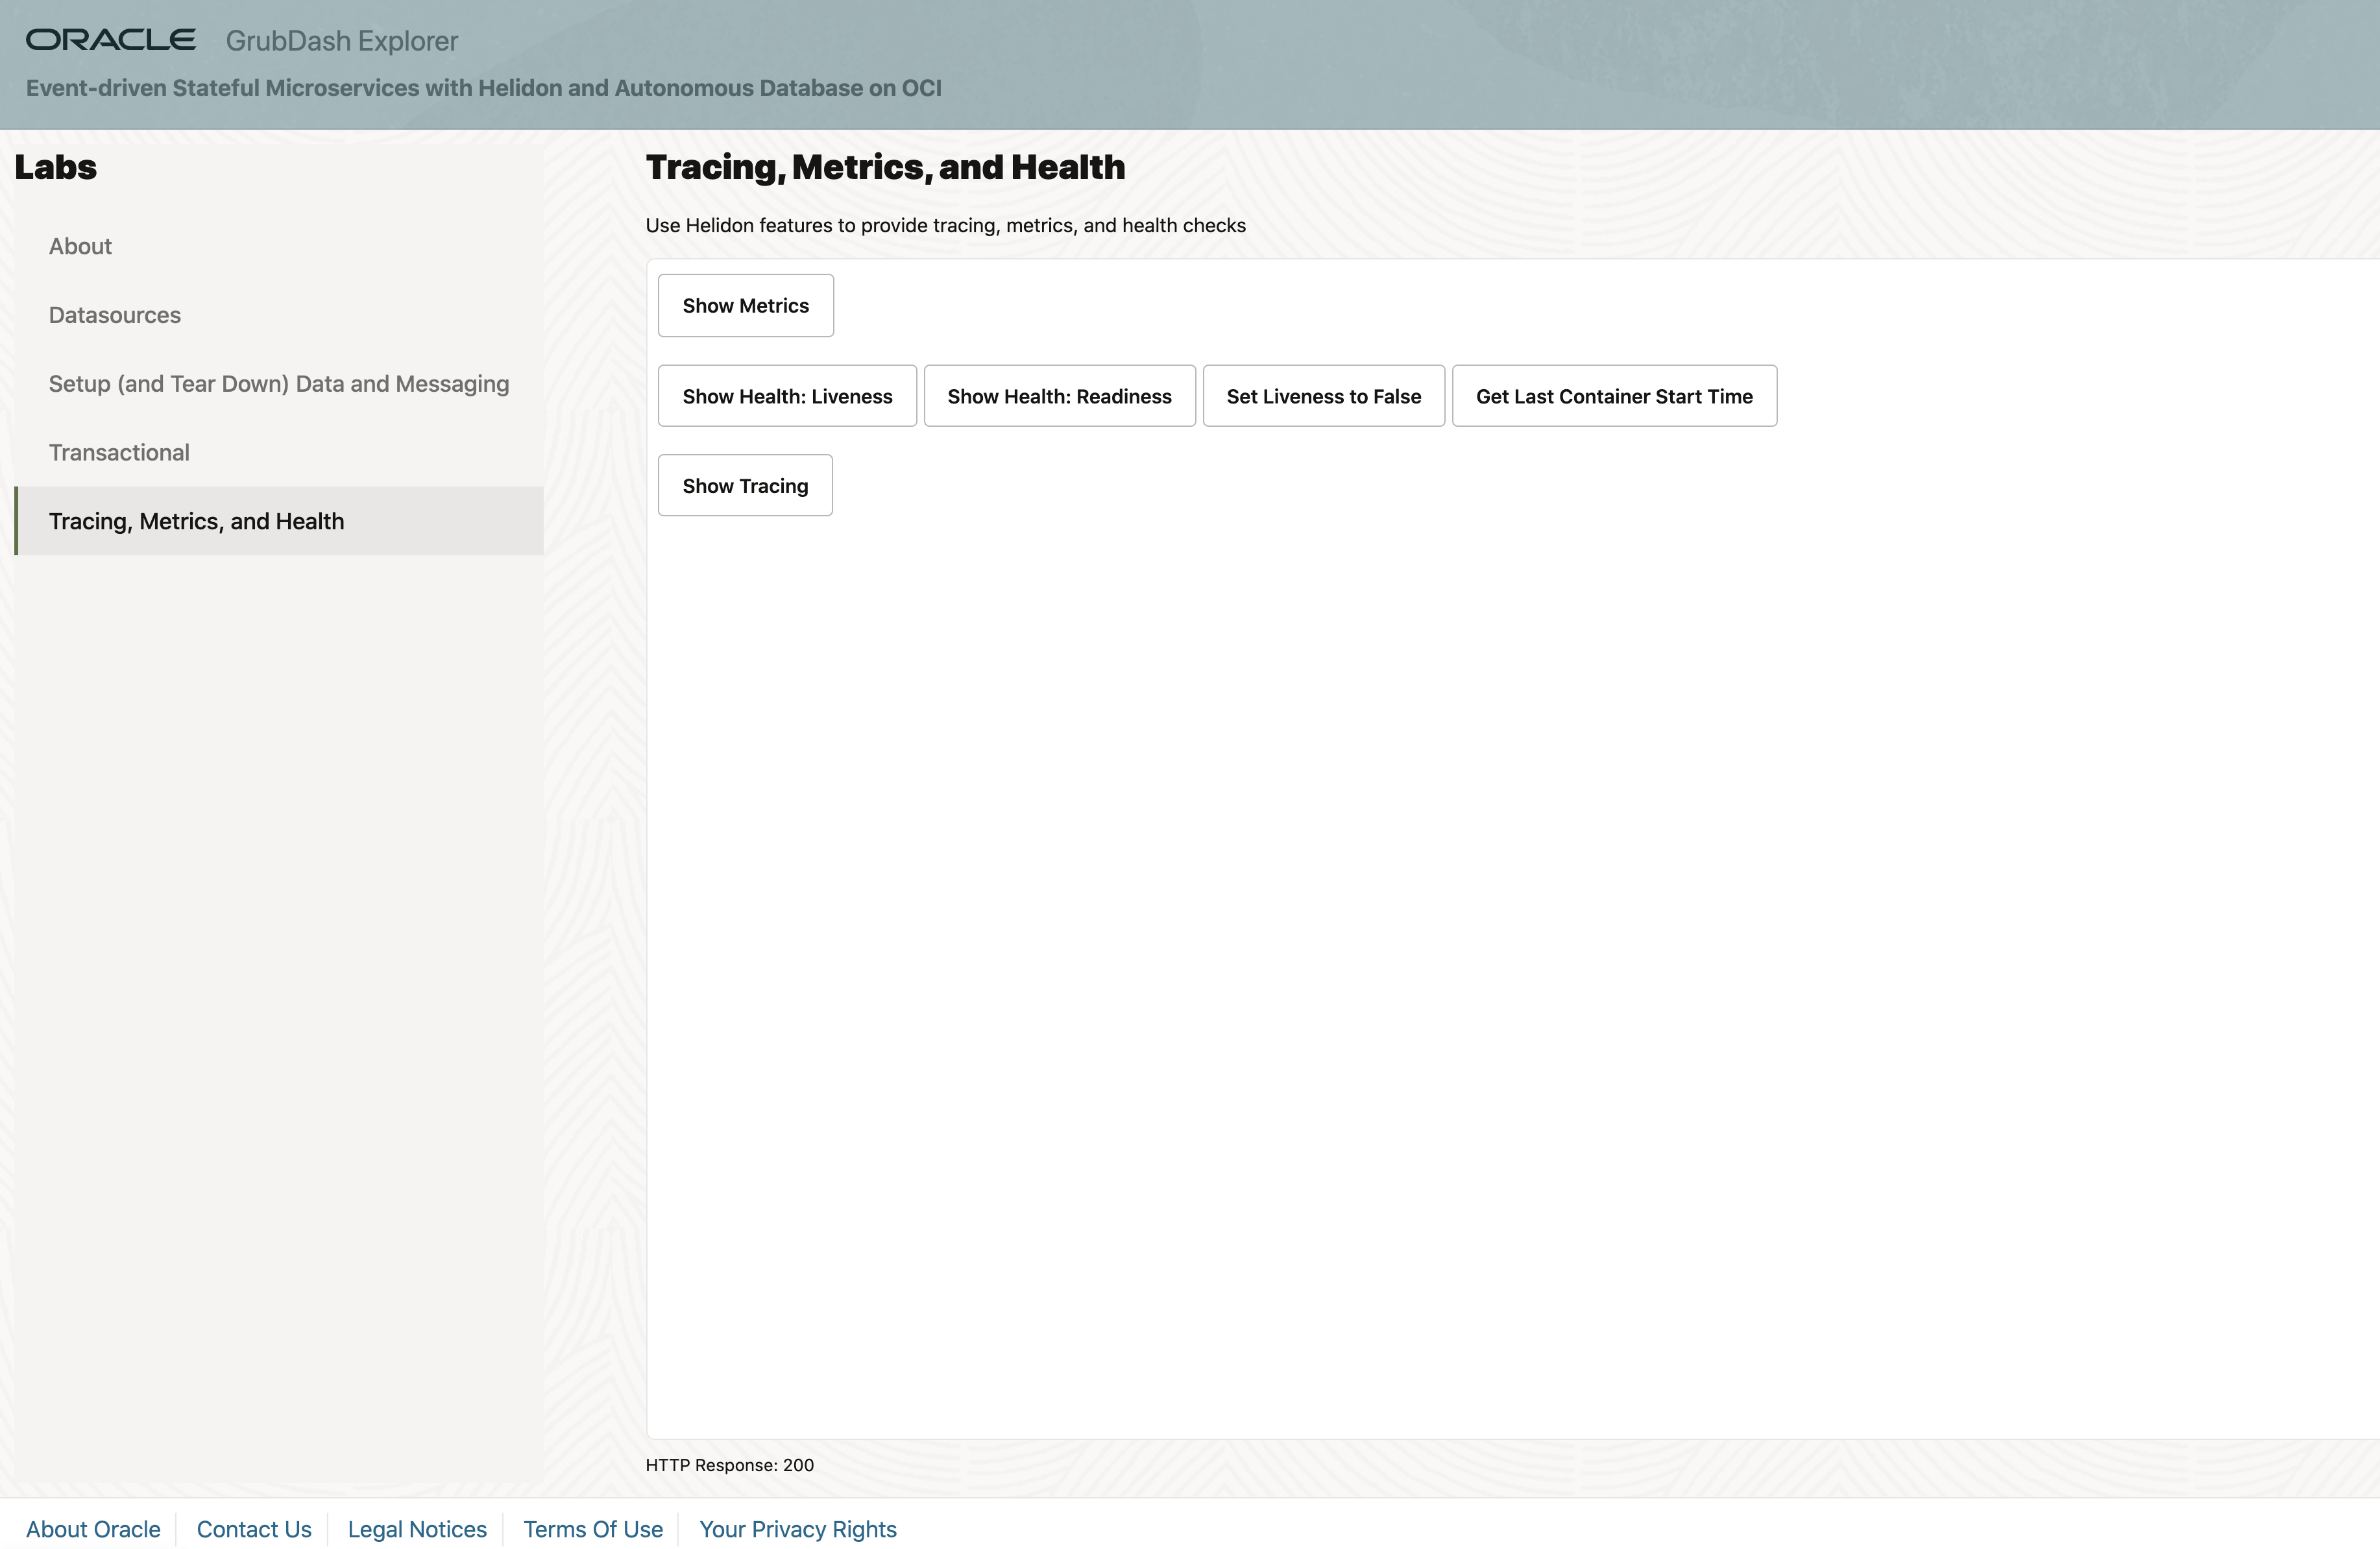 ORACLE GrubDash Explorer
Event-driven Stateful Microservices with Helidon and Autonomous Database on OCI
Labs
About
Datasources
Setup (and Tear Down) Data and Messaging
Transactional
Tracing, Metrics, and Health
Tracing, Metrics, and Health
Use Helidon features to provide tracing, metrics, and health checks
Show Metrics
Show Health: Liveness Show Health: Readiness Set Liveness to False Get Last Container Start Time
Show Tracing
HTTP Response: 200
About Oracle Contact Us Legal Notices Terms Of Use Your Privacy Rights